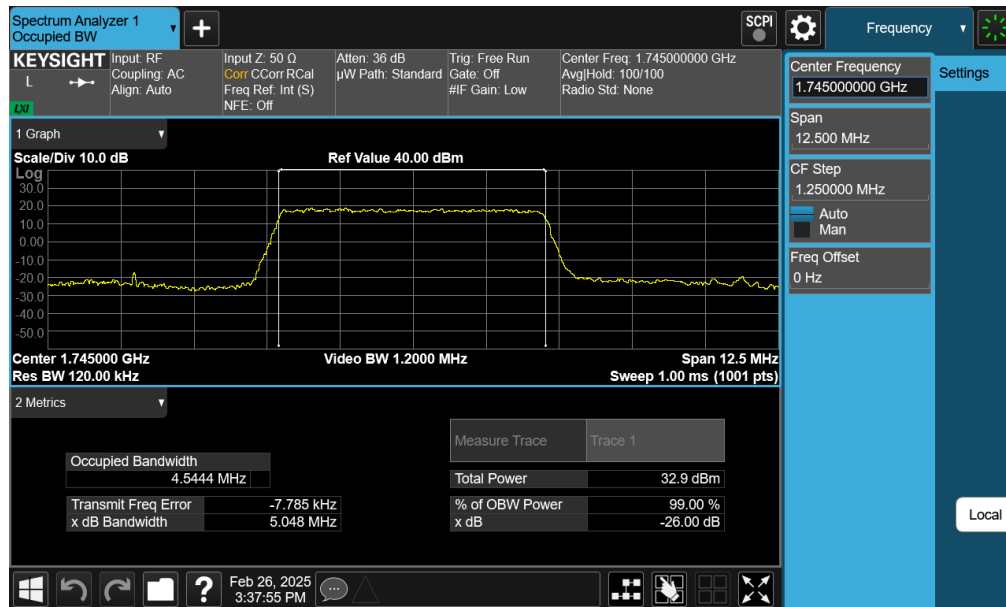 Spectrum Analyzer 1
Occupied BW
+
SCPI
Frequency
KEYSIGHT
L
LXI
Input: RF
Coupling: AC
Align: Auto
Input Z: 50 Ω
Corr CCorr RCal
Freq Ref: Int (S)
NFE: Off
Atten: 36 dB
µW Path: Standard
Trig: Free Run
Gate: Off
#IF Gain: Low
Center Freq: 1.745000000 GHz
Avg|Hold: 100/100
Radio Std: None
Center Frequency
1.745000000 GHz
Settings
Span
12.500 MHz
CF Step
1.250000 MHz
Auto
Man
Freq Offset
0 Hz
Local
1 Graph
Scale/Div 10.0 dB
Ref Value 40.00 dBm
Log
30.0
20.0
10.0
0.00
-10.0
-20.0
-30.0
-40.0
-50.0
Center 1.745000 GHz
Video BW 1.2000 MHz
Span 12.5 MHz
Res BW 120.00 kHz
Sweep 1.00 ms (1001 pts)
2 Metrics
Measure Trace
Trace 1
Occupied Bandwidth
4.5444 MHz
Total Power
32.9 dBm
Transmit Freq Error
-7.785 kHz
% of OBW Power
99.00 %
x dB Bandwidth
5.048 MHz
x dB
-26.00 dB
?
Feb 26, 2025
3:37:55 PM